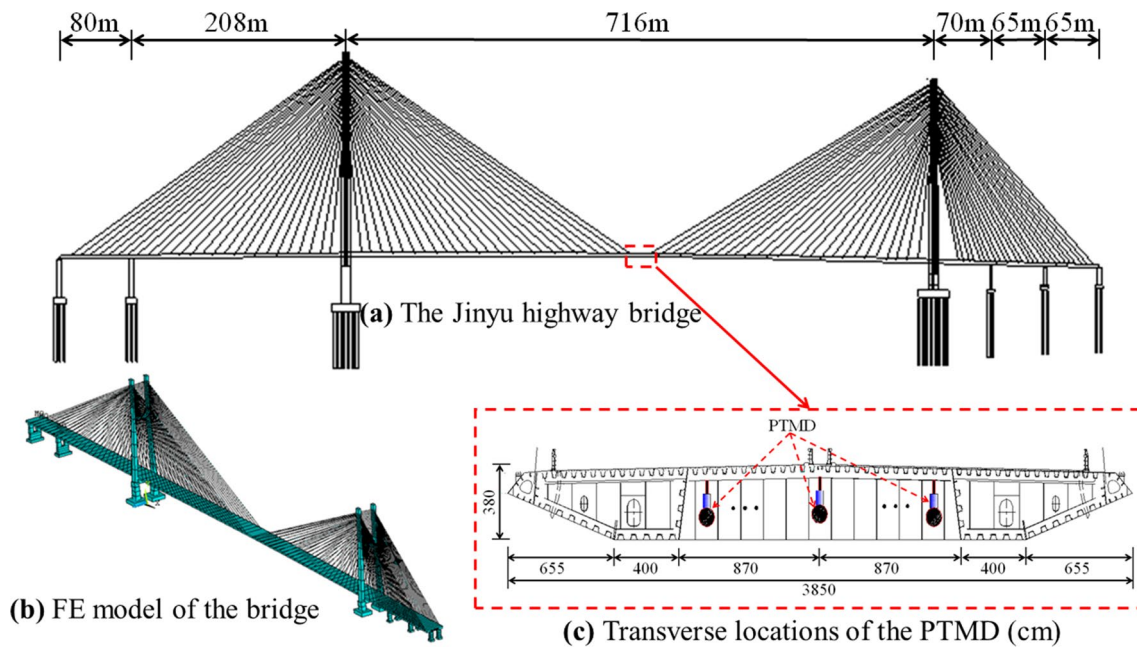 80m 208m 716m 70m 65m 65m
(a) The Jinyu highway bridge
(b) FE model of the bridge
PTMD
380
655 400 870 870 400 655
3850
(c) Transverse locations of the PTMD (cm)